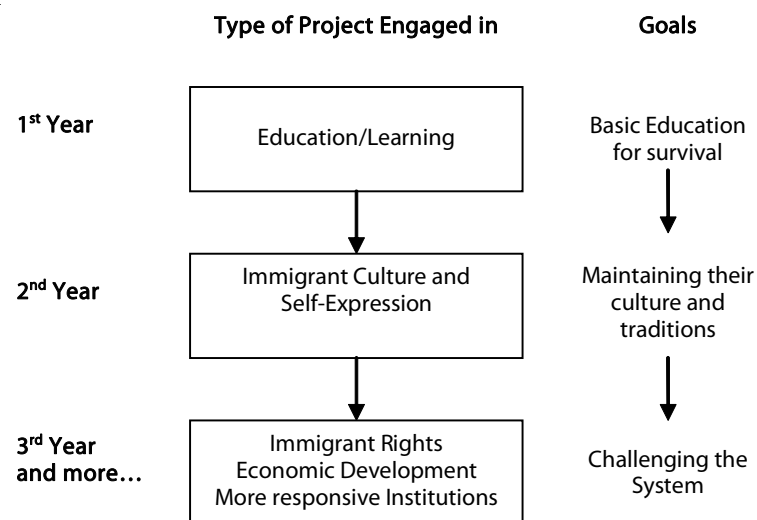 Type of Project Engaged in
Goals
1st Year
Education/Learning
Basic Education
for survival
2nd Year
Immigrant Culture and
Self-Expression
Maintaining their
culture and
traditions
3rd Year
and more…
Immigrant Rights
Economic Development
More responsive Institutions
Challenging the
System